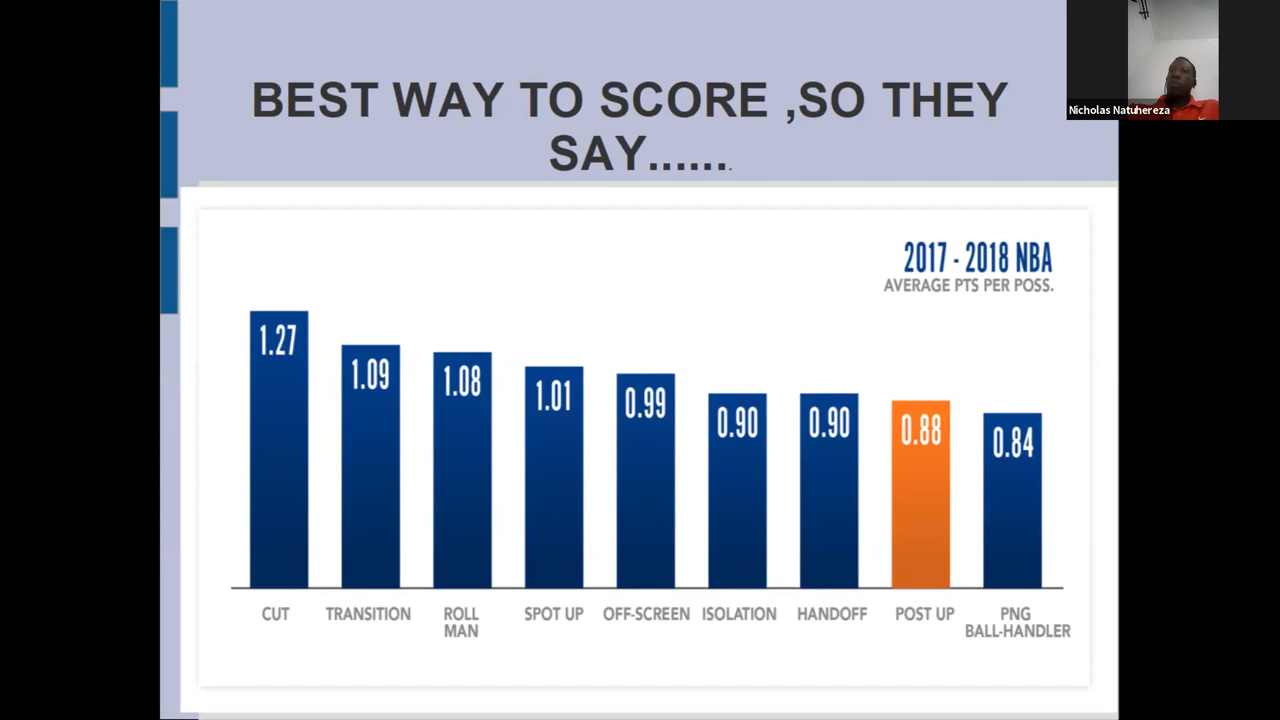 BEST WAY TO SCORE ,SO THEY
SAY.......
Nicholas Natuhereza
2017 - 2018 NBA
AVERAGE PTS PER POSS.
1.27
1.09
1.08
1.01
0.99
0.90
0.90
0.88
0.84
CUT
TRANSITION
ROLL
MAN
SPOT UP
OFF-SCREEN
ISOLATION
HANDOFF
POST UP
PNG
BALL-HANDLER